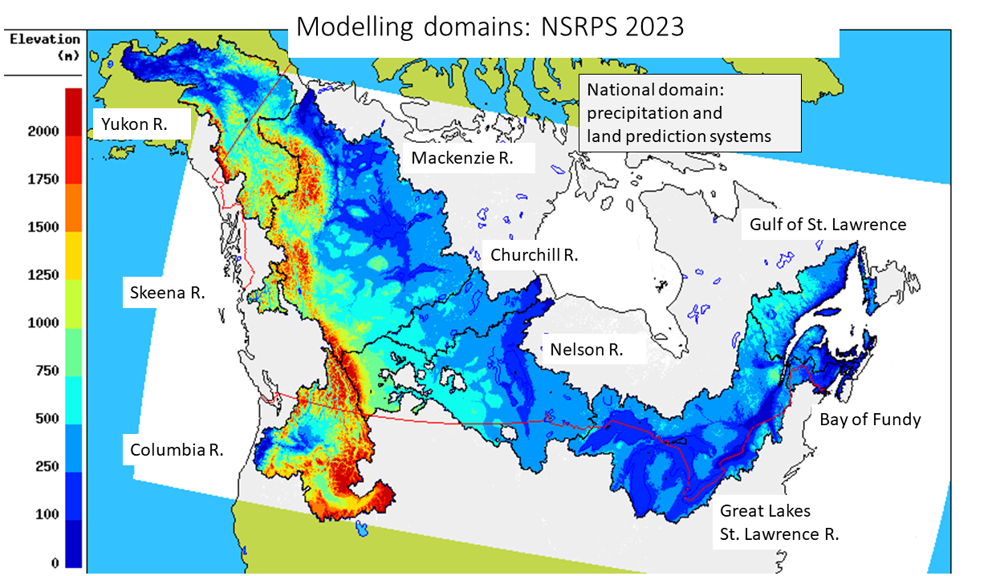 Modelling domains: NSRPS 2023
Elevation
(m)
2000
1750
1500
1250
1000
750
500
250
100
0
National domain:
precipitation and
land prediction systems
Yukon R.
Mackenzie R.
Gulf of St. Lawrence
Churchill R.
Skeena R.
Nelson R.
Bay of Fundy
Columbia R.
Great Lakes
St. Lawrence R.